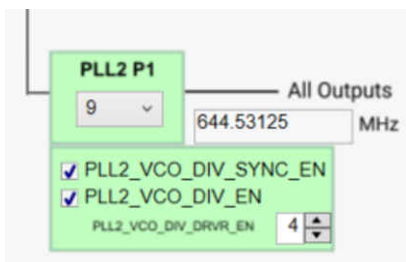 PLL2 P1
9
All Outputs
644.53125 MHz
PLL2_VCO_DIV_SYNC_EN
PLL2_VCO_DIV_EN
PLL2_VCO_DIV_DRVR_EN 4